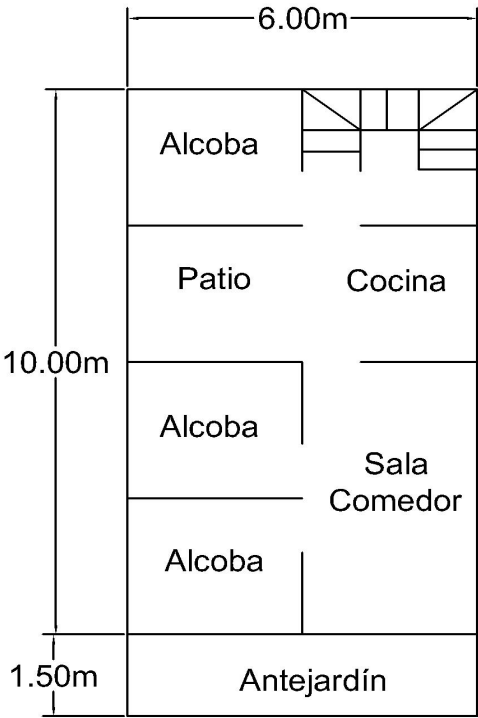 6.00m
Alcoba
Patio
Cocina
10.00m
Alcoba
Sala
Comedor
Alcoba
1.50m
Antejardín